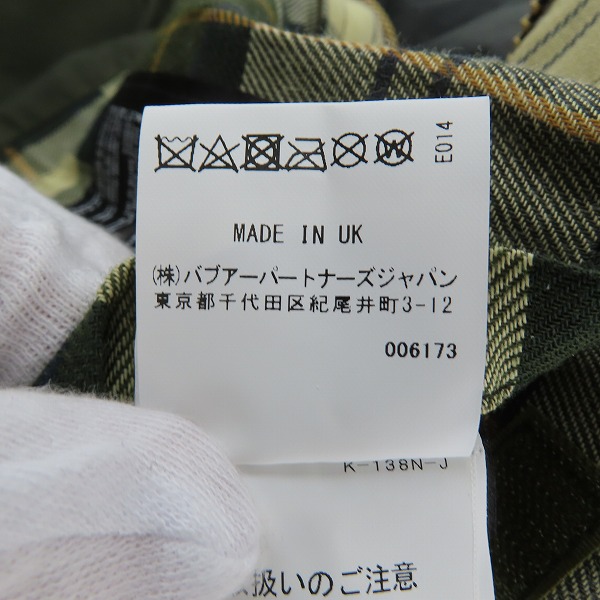 E014
MADE IN UK
(株)バブアーパートナーズジャパン
東京都千代田区紀尾井町3-12
006173
K-138N-J
扱いのご注意